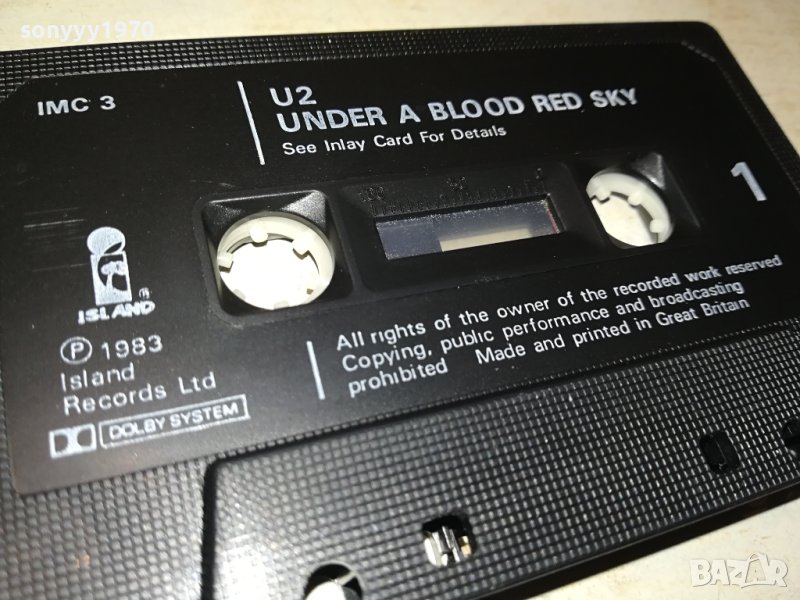 sonyyy1970
IMC 3
U2
UNDER A BLOOD RED SKY
See Inlay Card For Details
1
ISLAND ®
℗ 1983
Island
Records Ltd
DOLBY SYSTEM
All rights of the owner of the recorded work reserved
Copying, public performance and broadcasting
prohibited Made and printed in Great Britain
BAZAR